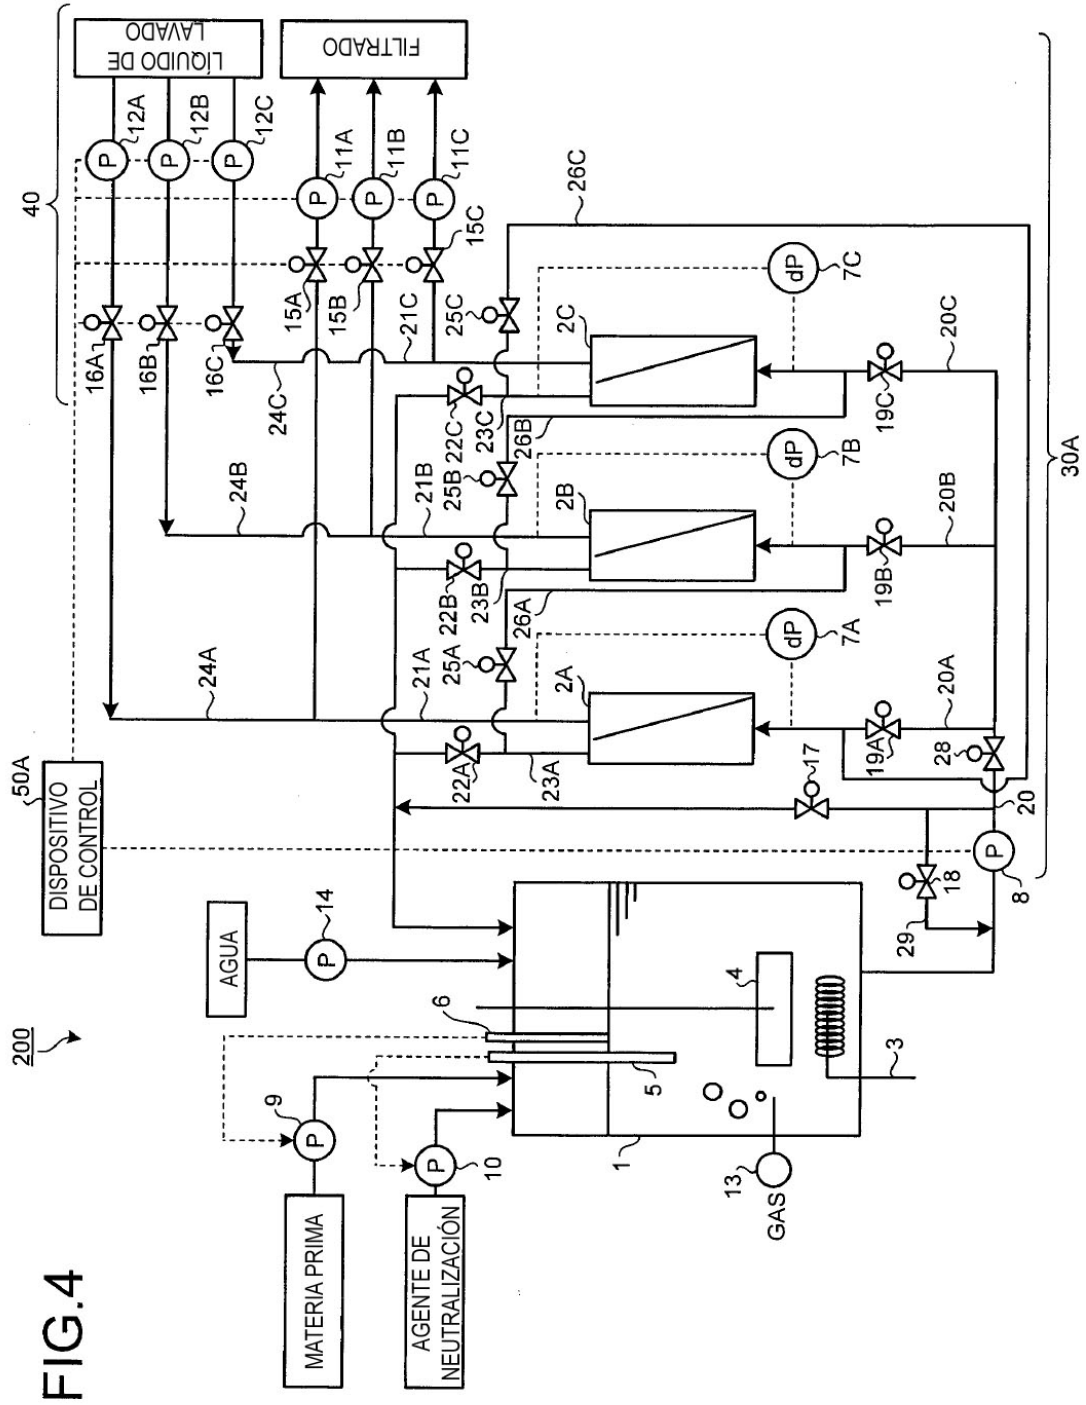 FIG.4
200
MATERIA PRIMA
AGENTE DE
NEUTRALIZACIÓN
9
P
10
P
AGUA
14
P
6
5
1
4
3
13
GAS
DISPOSITIVO
DE CONTROL
50A
40
LÍQUIDO DE
LAVADO
FILTRADO
P
12A
P
12B
P
12C
P
11A
P
11B
P
11C
16A
16B
16C
15A
15B
15C
24A
24B
24C
21A
21B
21C
22A
22B
22C
23A
23B
23C
25A
25B
25C
26A
26B
26C
2A
2B
2C
dP
7A
dP
7B
dP
7C
19A
19B
19C
20A
20B
20C
17
18
28
29
20
P
8
30A